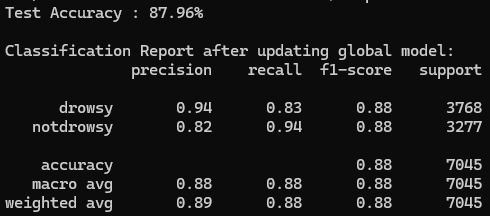 Test Accuracy : 87.96%
Classification Report after updating global model:
precision recall f1-score support
drowsy 0.94 0.83 0.88 3768
notdrowsy 0.82 0.94 0.88 3277
accuracy 0.88 7045
macro avg 0.88 0.88 0.88 7045
weighted avg 0.89 0.88 0.88 7045